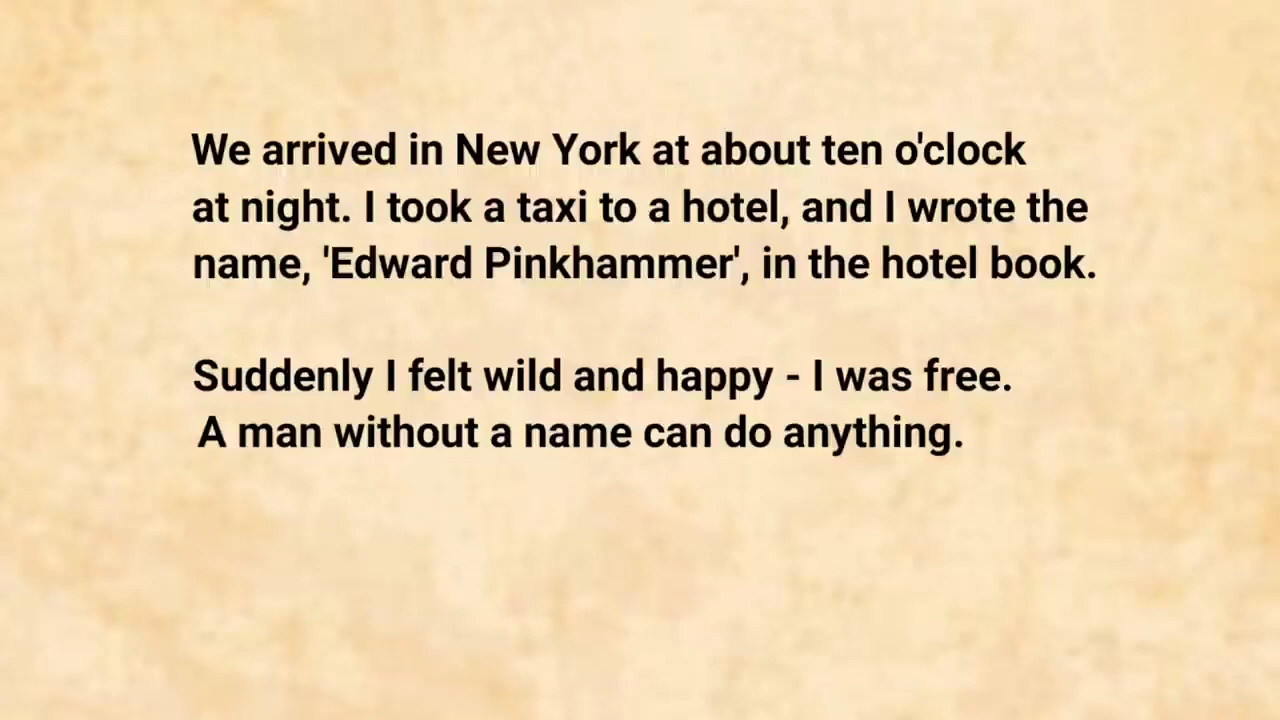 We arrived in New York at about ten o'clock
at night. I took a taxi to a hotel, and I wrote the
name, 'Edward Pinkhammer', in the hotel book.
Suddenly I felt wild and happy - I was free.
A man without a name can do anything.